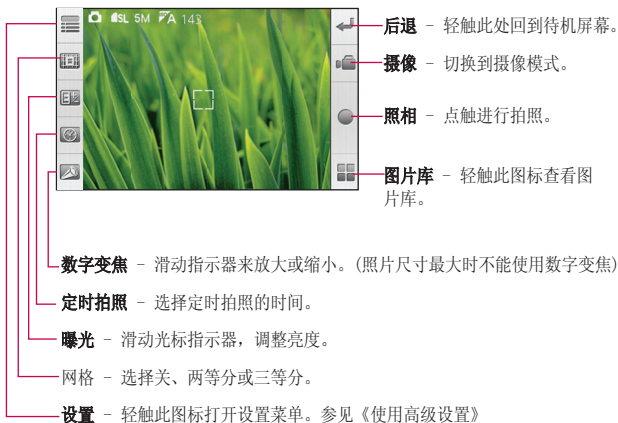 SL 5M A 143
后退 - 轻触此处回到待机屏幕。
摄像 - 切换到摄像模式。
照相 - 点触进行拍照。
图片库 - 轻触此图标查看图
片库。
数字变焦 - 滑动指示器来放大或缩小。(照片尺寸最大时不能使用数字变焦)
定时拍照 - 选择定时拍照的时间。
曝光 - 滑动光标指示器，调整亮度。
网格 - 选择关、两等分或三等分。
设置 - 轻触此图标打开设置菜单。参见《使用高级设置》